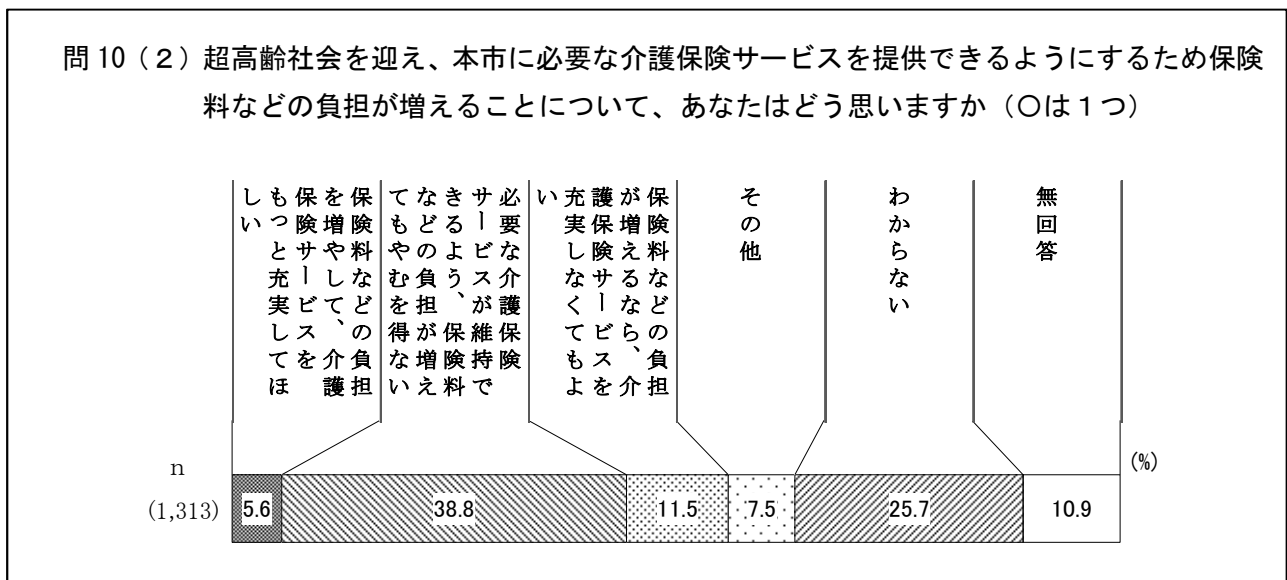 問10（２）超高齢社会を迎え、本市に必要な介護保険サービスを提供できるようにするため保険
料などの負担が増えることについて、あなたはどう思いますか（〇は１つ）
保険料などの負担
を増やして、介護
保険サービスを
もっと充実してほ
しい
必要な介護保険
サービスが維持で
きるよう、保険料
などの負担が増え
てもやむを得ない
保険料などの負担
が増えるなら、介
護保険サービスを
充実しなくてもよ
い
その他
わからない
無回答
(%)
n
(1,313)
5.6
38.8
11.5
7.5
25.7
10.9